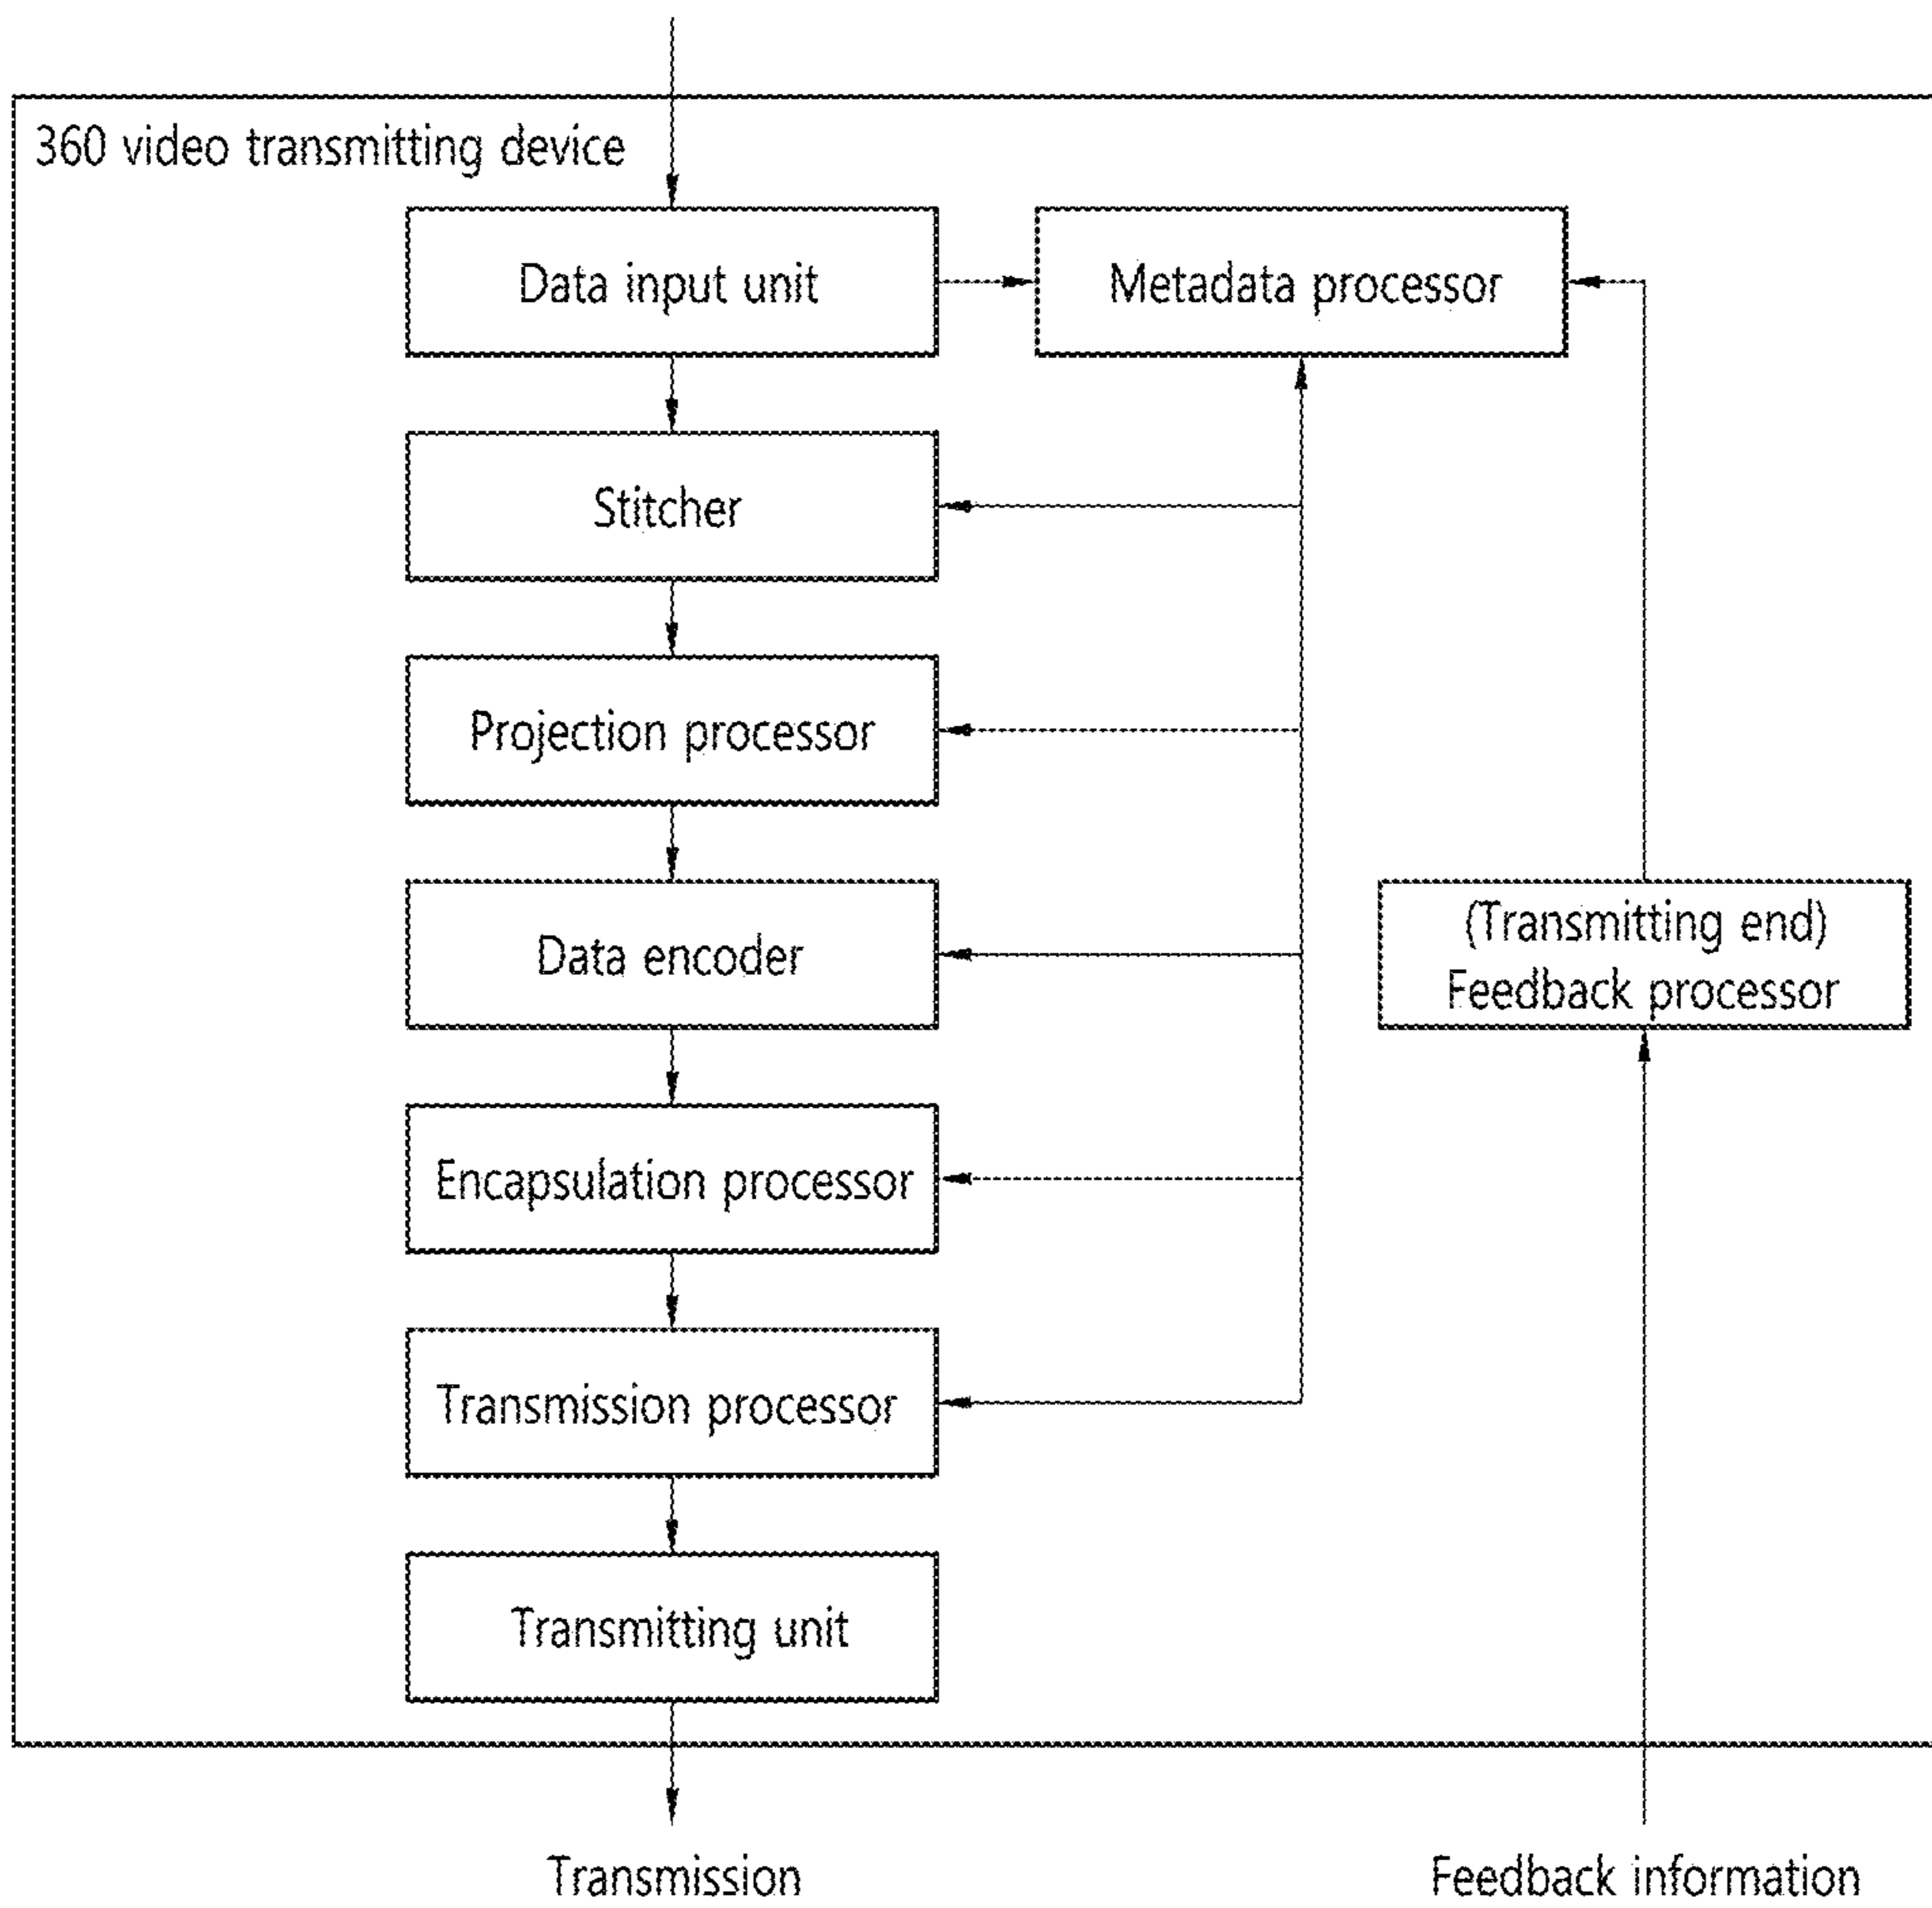 360 video transmitting device
Data input unit
Metadata processor
Stitcher
Projection processor
Data encoder
(Transmitting end)
Feedback processor
Encapsulation processor
Transmission processor
Transmitting unit
Transmission
Feedback information